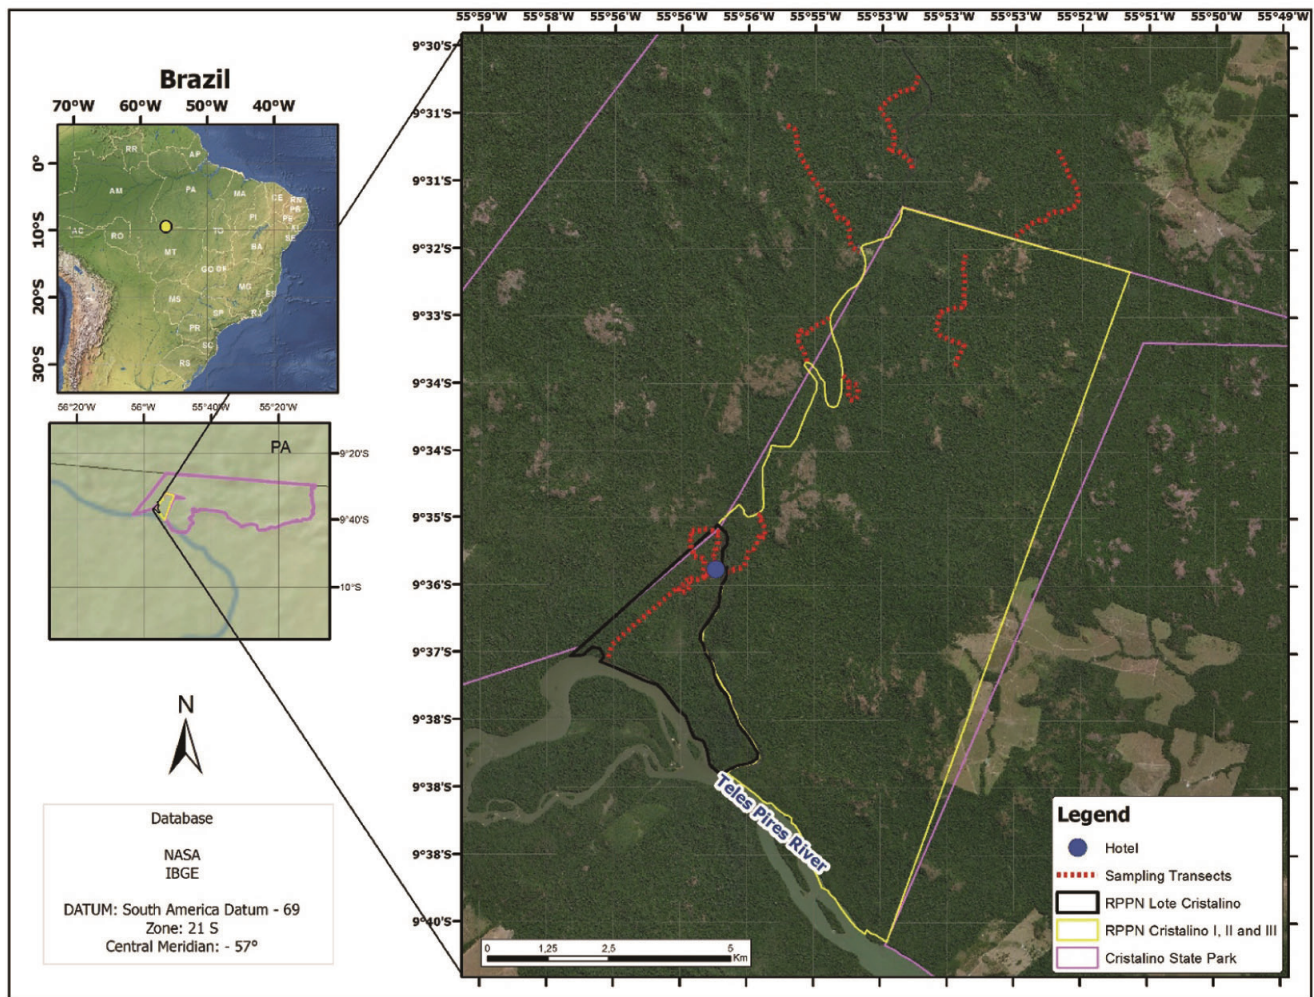 55°59'W 55°58'W 55°57'W 55°56'W 55°55'W 55°54'W 55°53'W 55°53'W 55°52'W 55°51'W 55°50'W 55°49'W
9°30'S
9°31'S
9°31'S
9°32'S
9°33'S
9°34'S
9°34'S
9°35'S
9°36'S
9°37'S
9°38'S
9°38'S
9°38'S
9°40'S
Brazil
70°W 60°W 50°W 40°W
0°
10°S
20°S
30°S
RR AP
AM PA MA CE RN
PB
PI PE
AC RO TO AL
SE
MT BA
GO DF
MG
MS ES
SP RJ
PR
SC
RS
56°20'W 56°W 55°40'W 55°20'W
PA
9°20'S
9°40'S
10°S
N
Database
NASA
IBGE
DATUM: South America Datum - 69
Zone: 21 S
Central Meridian: - 57°
Teles Pires River
0 1,25 2,5 5
Km
Legend
Hotel
Sampling Transects
RPPN Lote Cristalino
RPPN Cristalino I, II and III
Cristalino State Park